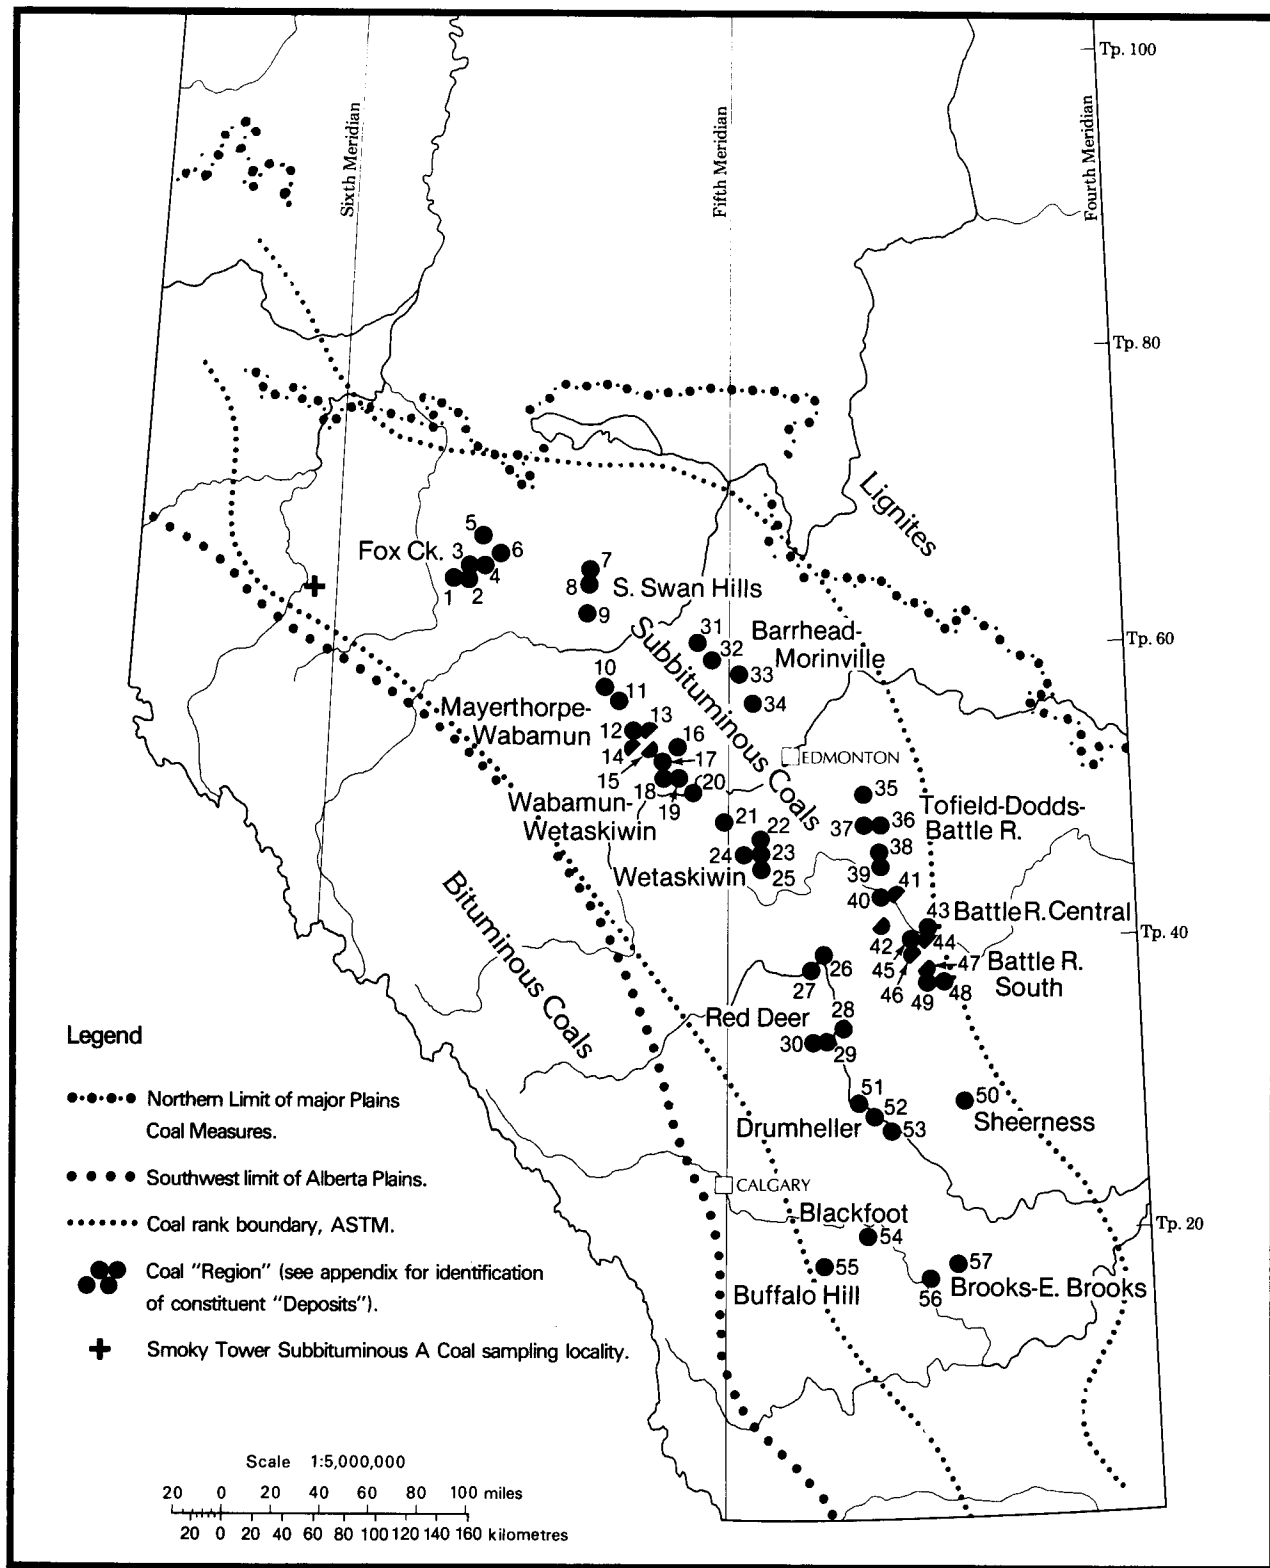 Tp. 100
Sixth Meridian
Fifth Meridian
Fourth Meridian
Tp. 80
Lignites
5
Fox Ck. 3 6
4
1 2
7
8 S. Swan Hills
9
Tp. 60
Subbituminous Coals
31 Barrhead-
32 Morinville
33
34
10
11
Mayerthorpe-
Wabamun
12 13
14 16
15 17
18 20
19
EDMONTON
Wabamun-
Wetaskiwin
21
22
24 23
Wetaskiwin 25
35
Tofield-Dodds-
Battle R.
37 36
38
39
41
40
43 Battle R. Central
42 44
Tp. 40
45 47 Battle R.
South
46 49 48
Bituminous Coals
26
27
28
Red Deer
30 29
51
52
Drumheller 53
50
Sheerness
CALGARY
Blackfoot
54
Tp. 20
55
Buffalo Hill
57
56 Brooks-E. Brooks
Legend
Northern Limit of major Plains
Coal Measures.
Southwest limit of Alberta Plains.
Coal rank boundary, ASTM.
Coal "Region" (see appendix for identification
of constituent "Deposits").
Smoky Tower Subbituminous A Coal sampling locality.
Scale 1:5,000,000
20 0 20 40 60 80 100 miles
20 0 20 40 60 80 100 120 140 160 kilometres